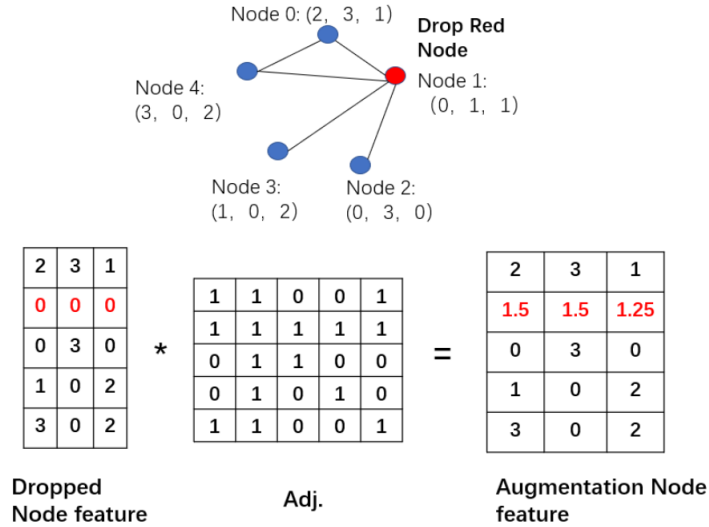 Node 0: (2, 3, 1)
Drop Red
Node
Node 4:
(3, 0, 2)
Node 1:
(0, 1, 1)
Node 3:
(1, 0, 2)
Node 2:
(0, 3, 0)
2 3 1
0 0 0
0 3 0
1 0 2
3 0 2
*
1 1 0 0 1
1 1 1 1 1
0 1 1 0 0
0 1 0 1 0
1 1 0 0 1
=
2 3 1
1.5 1.5 1.25
0 3 0
1 0 2
3 0 2
Dropped
Node feature
Adj.
Augmentation Node
feature